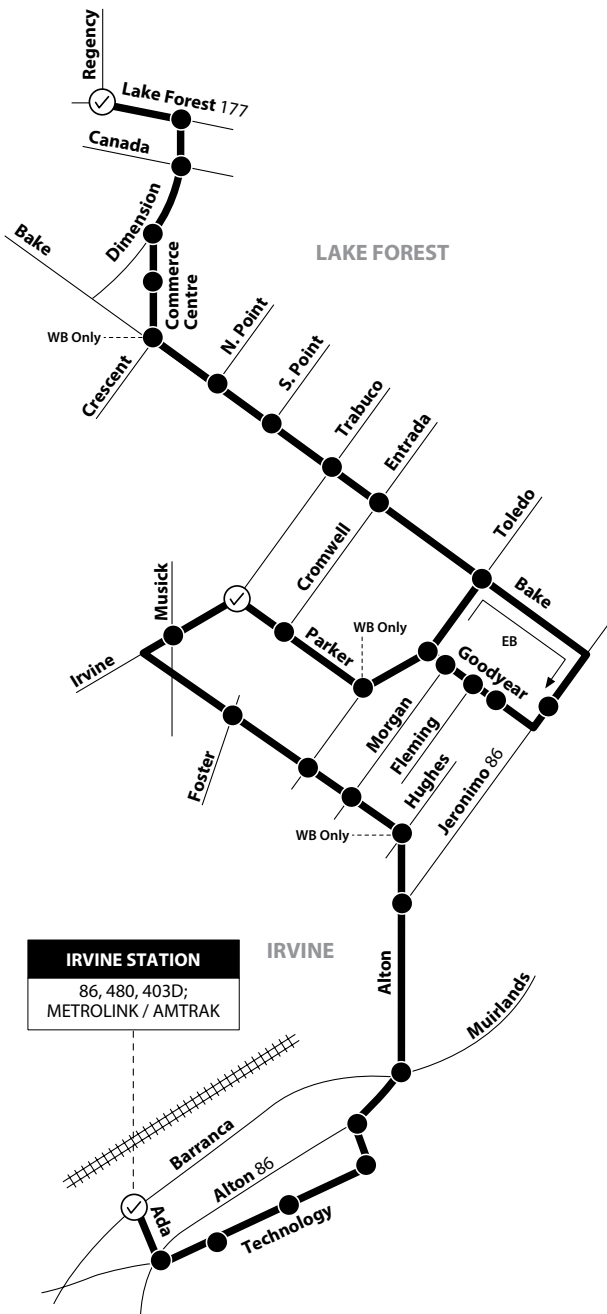 Regency
Lake Forest 177
Canada
Dimension
Bake
LAKE FOREST
Commerce
Centre
WB Only
Crescent
N. Point
S. Point
Trabuco
Entrada
Toledo
Cromwell
Bake
Musick
WB Only
EB
Parker
Goodyear
Irvine
Morgan
Fleming
Foster
Hughes
Jeronimo 86
WB Only
IRVINE STATION
86, 480, 403D;
METROLINK / AMTRAK
IRVINE
Alton
Muirlands
Barranca
Alton 86
Ada
Technology